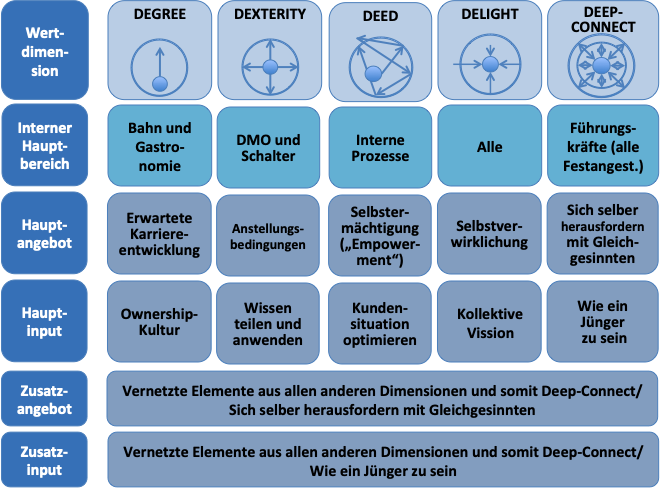 Wert-
dimen-
sion
DEGREE
DEXTERITY
DEED
DELIGHT
DEEP-
CONNECT
Interner
Haupt-
bereich
Bahn und
Gastro-
nomie
DMO und
Schalter
Interne
Prozesse
Alle
Führungs-
kräfte (alle
Festangest.)
Haupt-
angebot
Erwartete
Karriere-
entwicklung
Anstellungs-
bedingungen
Selbster-
mächtigung
(„Empower-
ment“)
Selbstver-
wirklichung
Sich selber
herausfordern
mit Gleich-
gesinnten
Haupt-
input
Ownership-
Kultur
Wissen
teilen und
anwenden
Kunden-
situation
optimieren
Kollektive
Vission
Wie ein
Jünger
zu sein
Zusatz-
angebot
Vernetzte Elemente aus allen anderen Dimensionen und somit Deep-Connect/
Sich selber herausfordern mit Gleichgesinnten
Zusatz-
input
Vernetzte Elemente aus allen anderen Dimensionen und somit Deep-Connect/
Wie ein Jünger zu sein